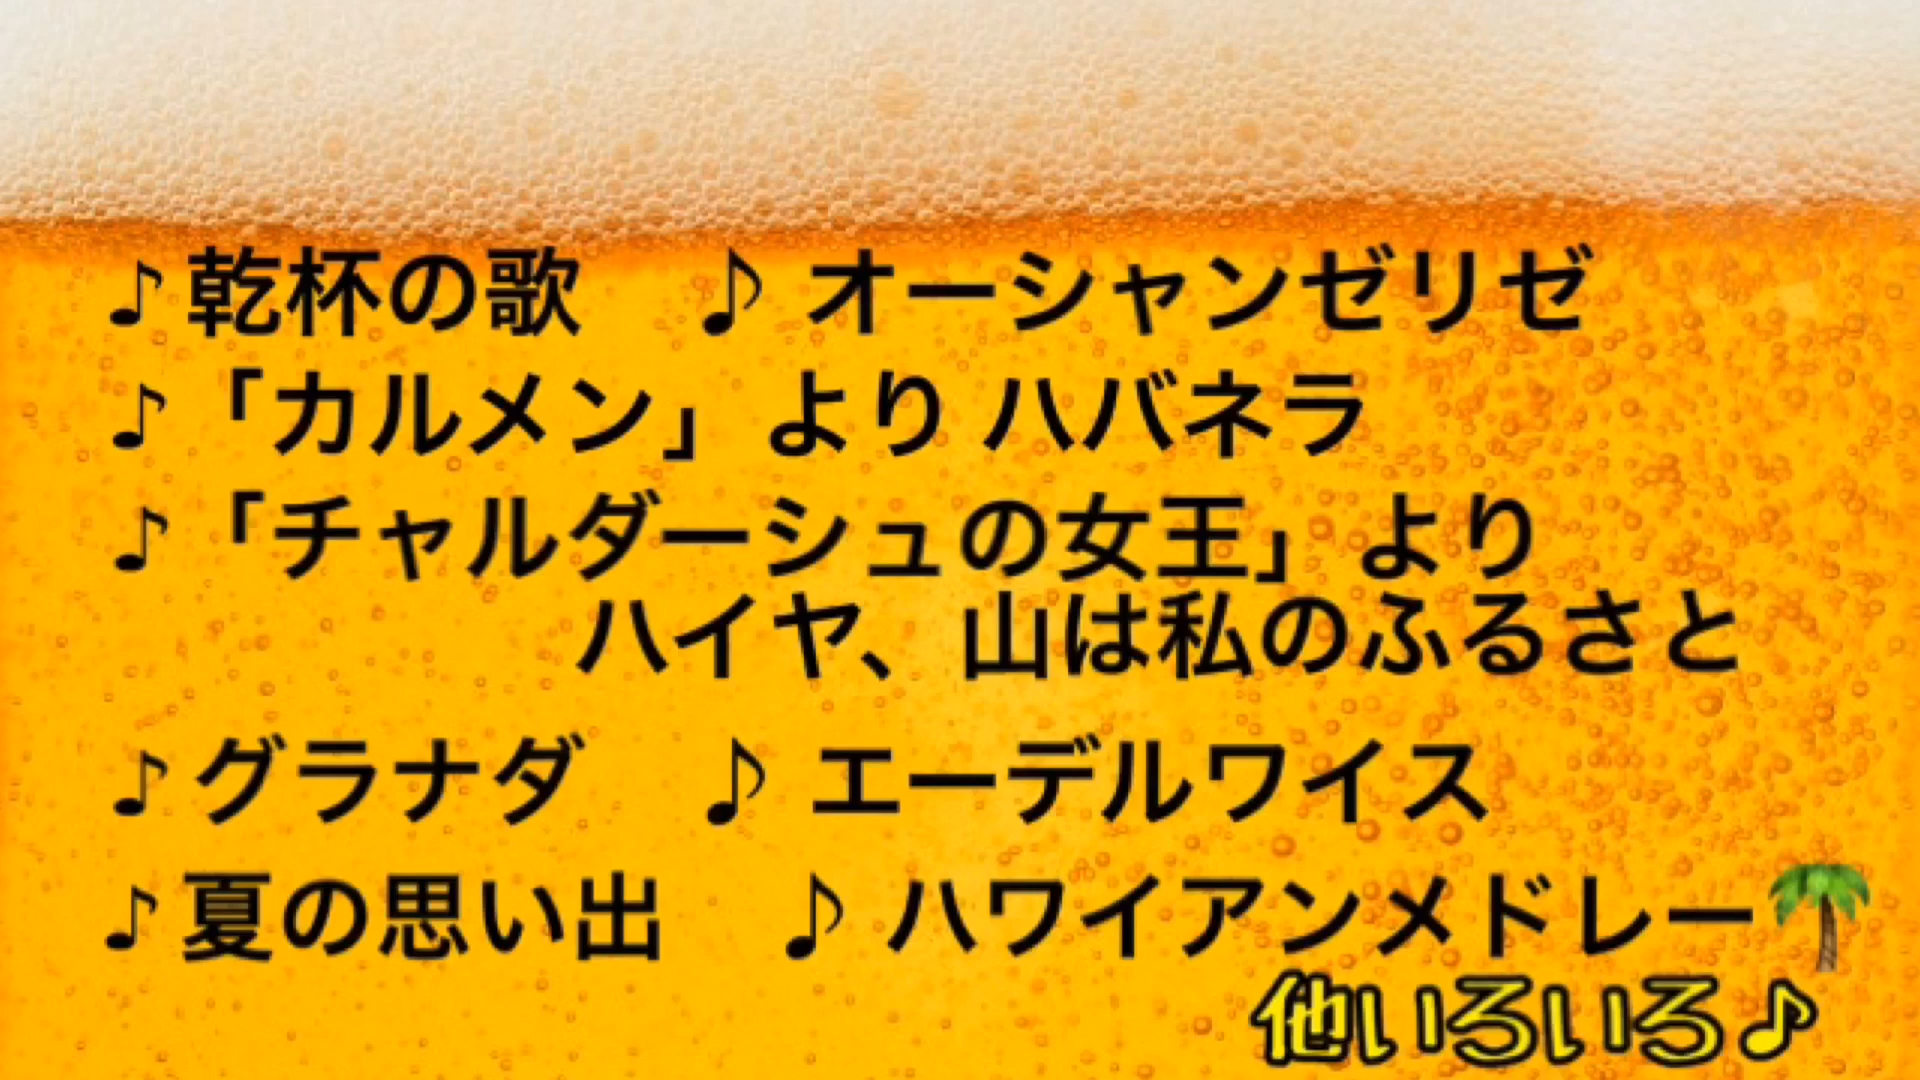 ♪乾杯の歌　♪ オーシャンゼリゼ
♪「カルメン」より ハバネラ
♪「チャルダーシュの女王」より
ハイヤ、山は私のふるさと
♪グラナダ　♪ エーデルワイス
♪夏の思い出　♪ ハワイアンメドレー🌴
他いろいろ♪